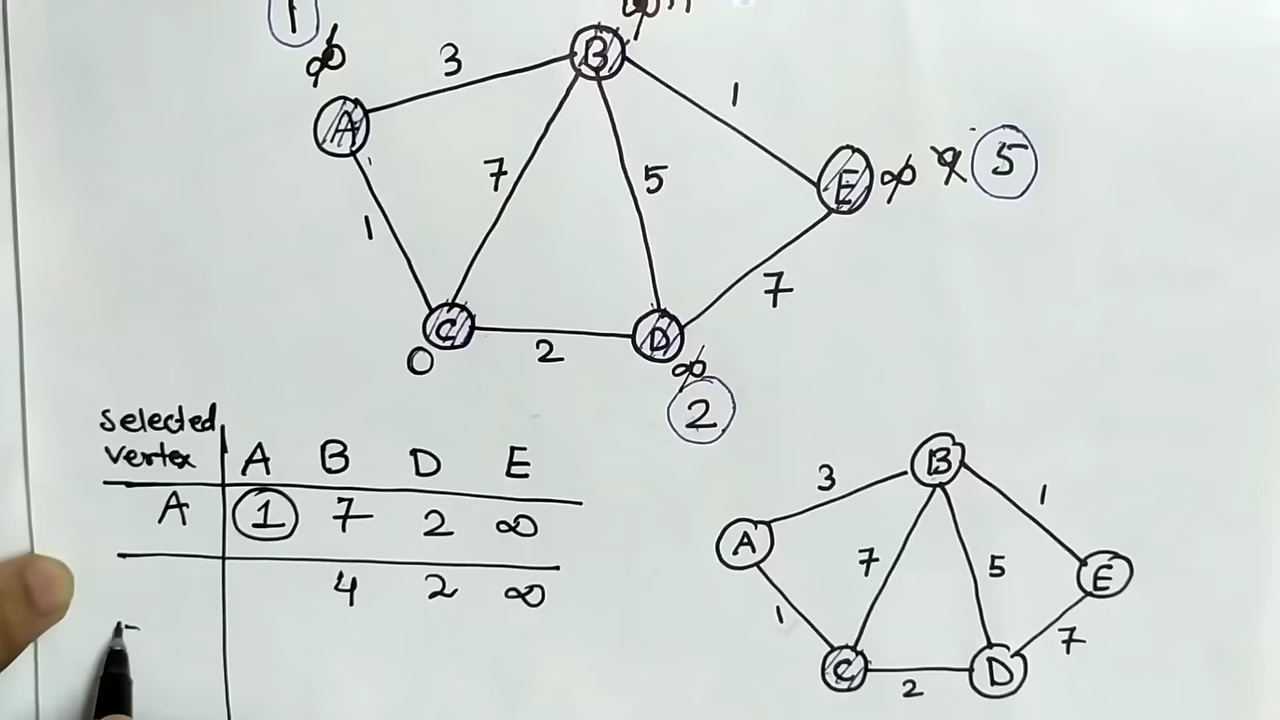 1
∞ ∞
3 B
A 1
7 5 E ∞ 9 5
1
7
C D
0 2 ∞
2
Selected
vertex A B D E
A 1 7 2 ∞
4 2 ∞
B
3 1
A 7 5 E
1 7
C 2 D